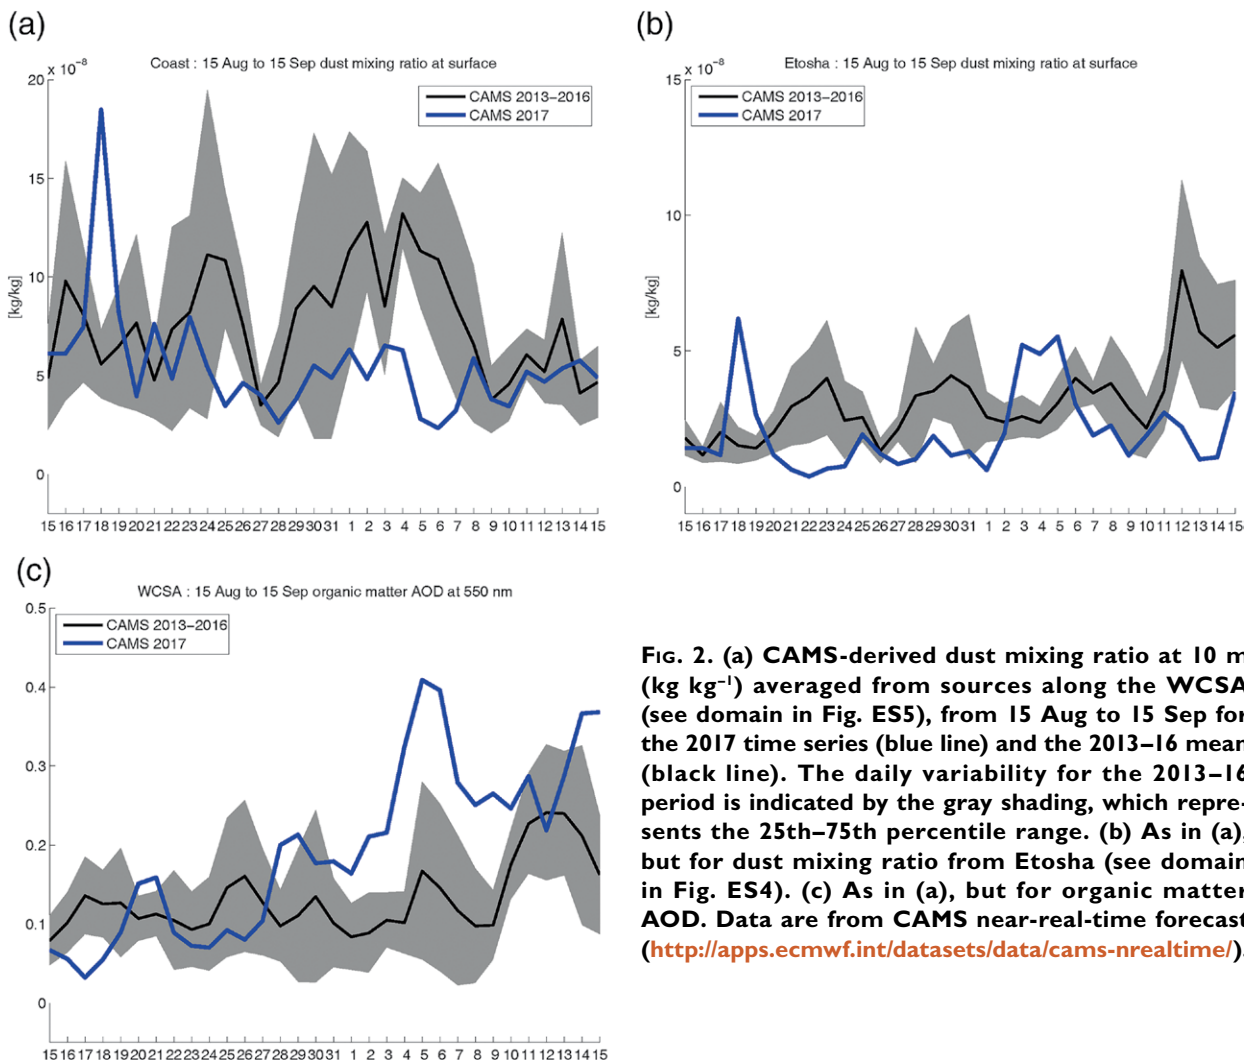 (a)
Coast : 15 Aug to 15 Sep dust mixing ratio at surface
x 10⁻⁸
20
15
10
5
0
[kg/kg]
CAMS 2013−2016
CAMS 2017
15 16 17 18 19 20 21 22 23 24 25 26 27 28 29 30 31 1 2 3 4 5 6 7 8 9 10 11 12 13 14 15
(b)
Etosha : 15 Aug to 15 Sep dust mixing ratio at surface
x 10⁻⁸
15
10
5
0
[kg/kg]
CAMS 2013−2016
CAMS 2017
15 16 17 18 19 20 21 22 23 24 25 26 27 28 29 30 31 1 2 3 4 5 6 7 8 9 10 11 12 13 14 15
(c)
WCSA : 15 Aug to 15 Sep organic matter AOD at 550 nm
0.5
0.4
0.3
0.2
0.1
0
CAMS 2013−2016
CAMS 2017
15 16 17 18 19 20 21 22 23 24 25 26 27 28 29 30 31 1 2 3 4 5 6 7 8 9 10 11 12 13 14 15
FIG. 2. (a) CAMS-derived dust mixing ratio at 10 m
(kg kg⁻¹) averaged from sources along the WCSA
(see domain in Fig. ES5), from 15 Aug to 15 Sep for
the 2017 time series (blue line) and the 2013–16 mean
(black line). The daily variability for the 2013–16
period is indicated by the gray shading, which repre-
sents the 25th–75th percentile range. (b) As in (a),
but for dust mixing ratio from Etosha (see domain
in Fig. ES4). (c) As in (a), but for organic matter
AOD. Data are from CAMS near-real-time forecast
(http://apps.ecmwf.int/datasets/data/cams-nrealtime/).